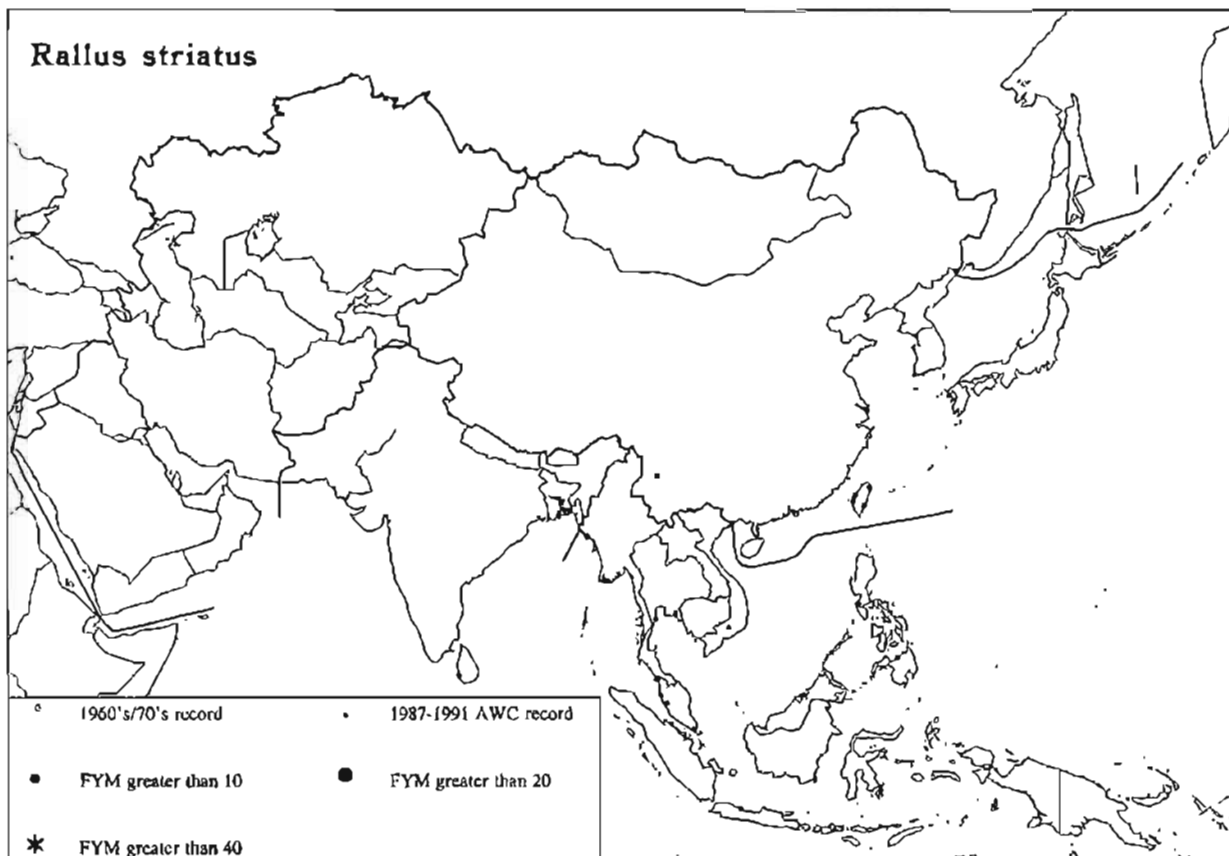 Rallus striatus
1960's/70's record
1987-1991 AWC record
FYM greater than 10
FYM greater than 20
FYM greater than 40